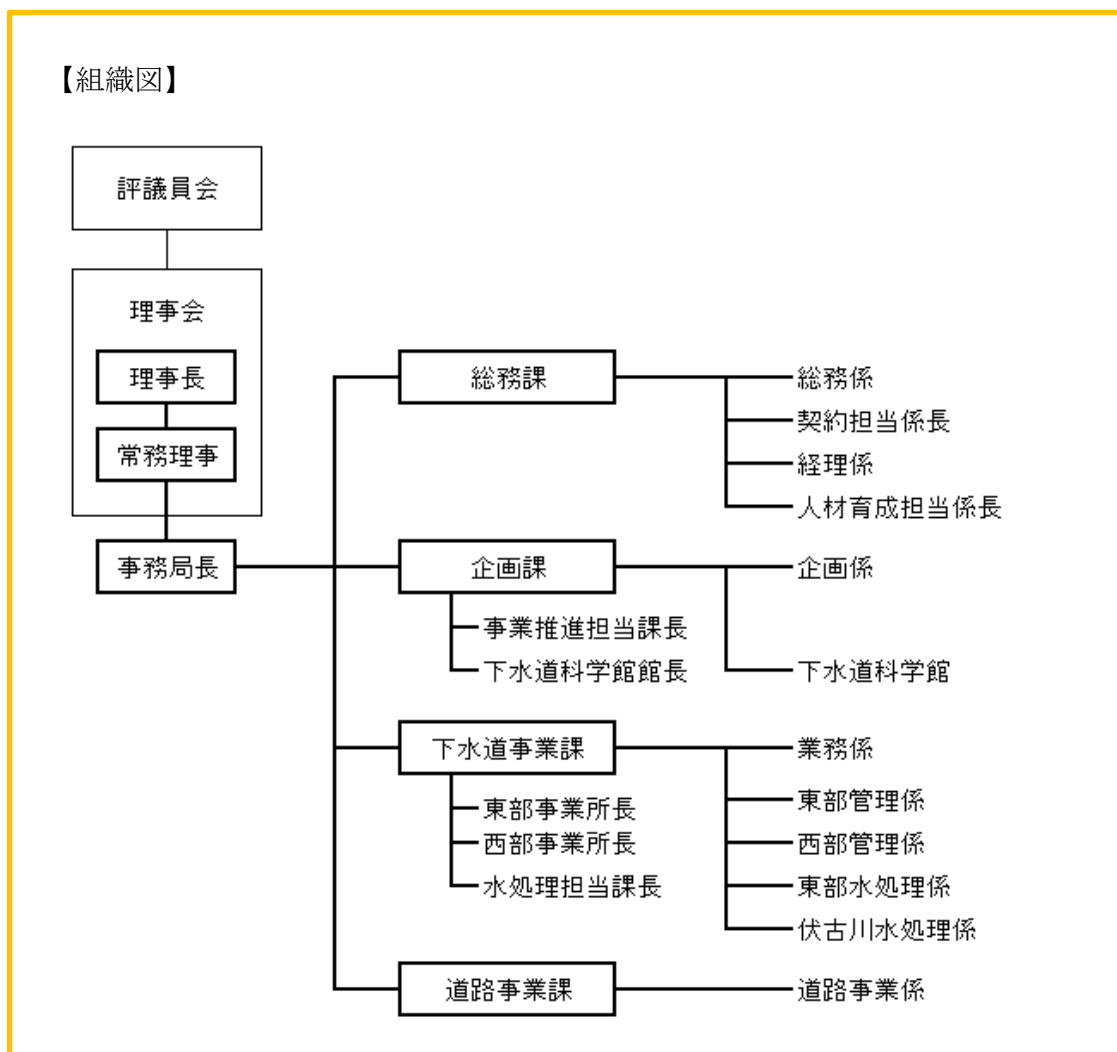 【組織図】
評議員会
理事会
理事長
常務理事
事務局長
総務課
総務係
契約担当係長
経理係
人材育成担当係長
企画課
事業推進担当課長
下水道科学館館長
企画係
下水道科学館
下水道事業課
東部事業所長
西部事業所長
水処理担当課長
業務係
東部管理係
西部管理係
東部水処理係
伏古川水処理係
道路事業課
道路事業係